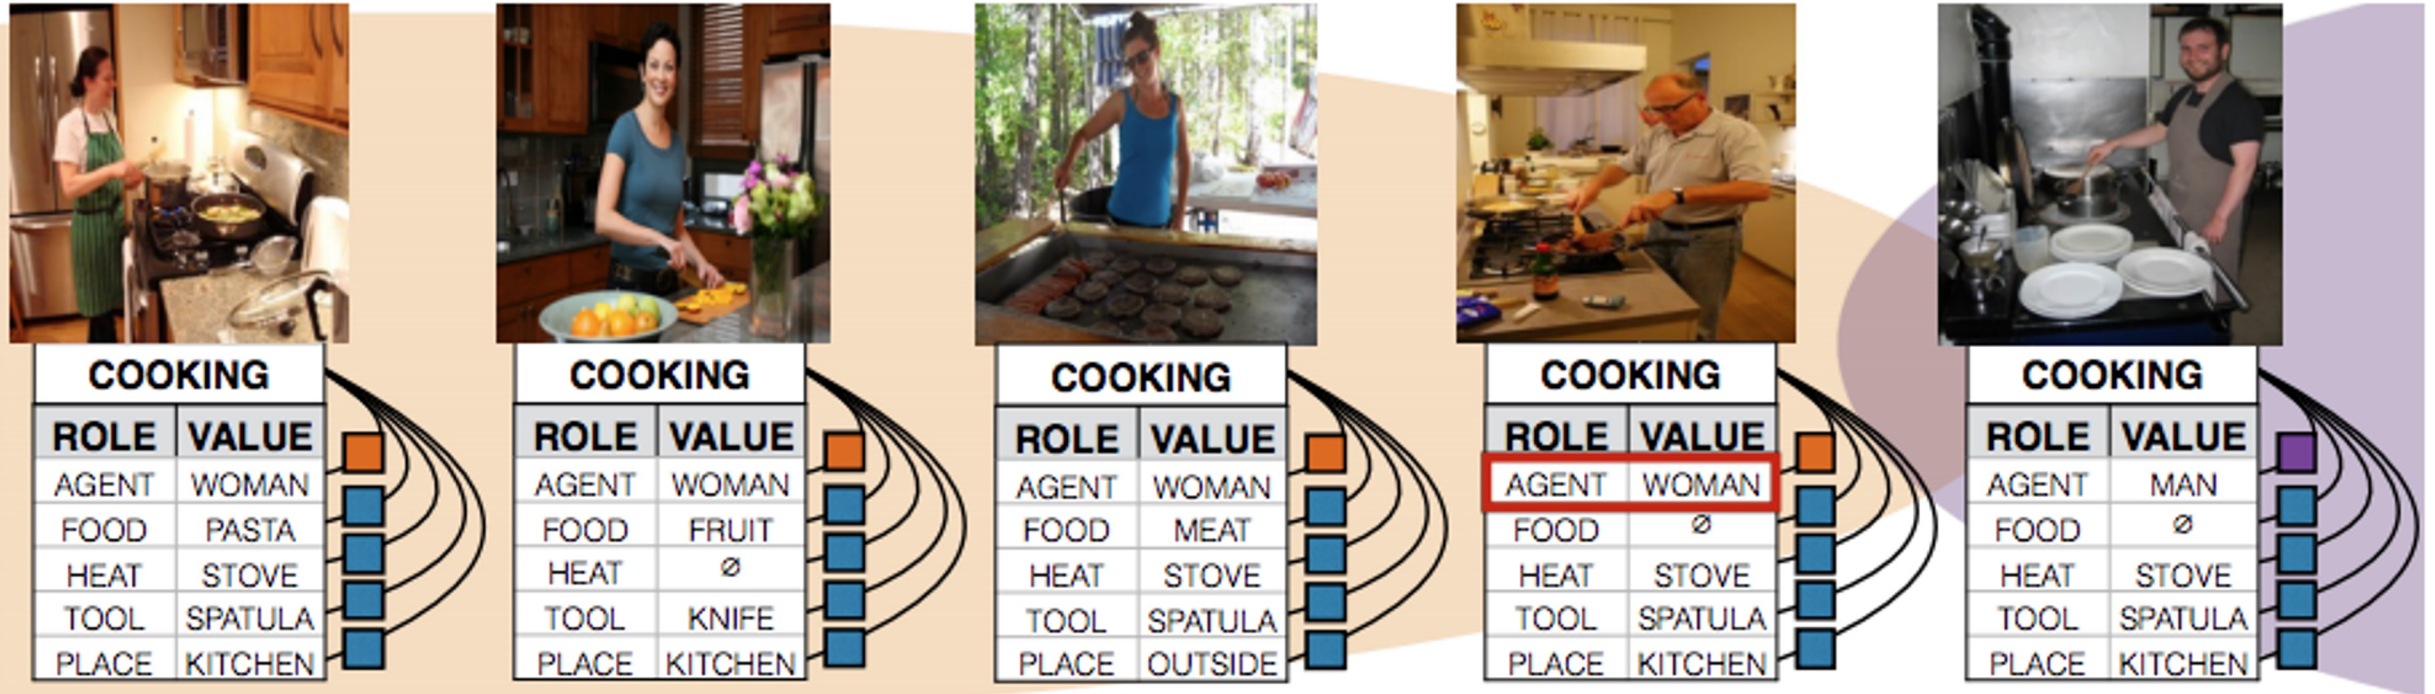 COOKING
ROLE VALUE
AGENT WOMAN
FOOD PASTA
HEAT STOVE
TOOL SPATULA
PLACE KITCHEN
COOKING
ROLE VALUE
AGENT WOMAN
FOOD FRUIT
HEAT ∅
TOOL KNIFE
PLACE KITCHEN
COOKING
ROLE VALUE
AGENT WOMAN
FOOD MEAT
HEAT STOVE
TOOL SPATULA
PLACE OUTSIDE
COOKING
ROLE VALUE
AGENT WOMAN
FOOD ∅
HEAT STOVE
TOOL SPATULA
PLACE KITCHEN
COOKING
ROLE VALUE
AGENT MAN
FOOD ∅
HEAT STOVE
TOOL SPATULA
PLACE KITCHEN